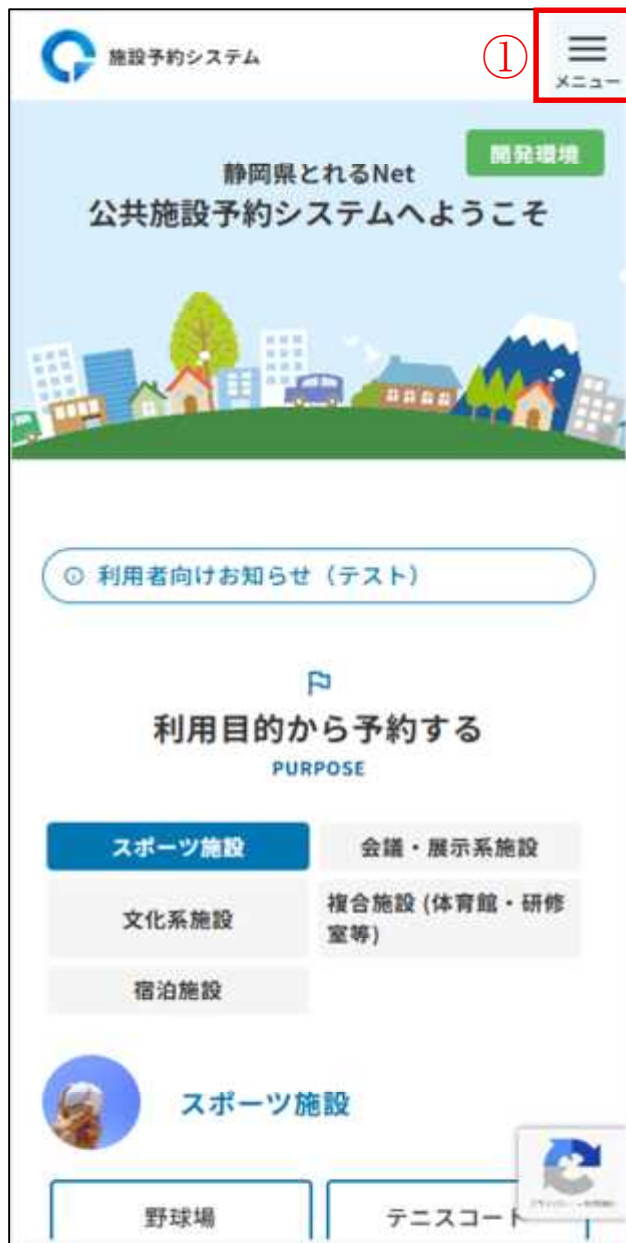 施設予約システム
①
メニュー
開発環境
静岡県とれるNet
公共施設予約システムへようこそ
利用者向けお知らせ（テスト）
利用目的から予約する
PURPOSE
スポーツ施設
会議・展示系施設
文化系施設
複合施設 (体育館・研修
室等)
宿泊施設
スポーツ施設
野球場
テニスコート